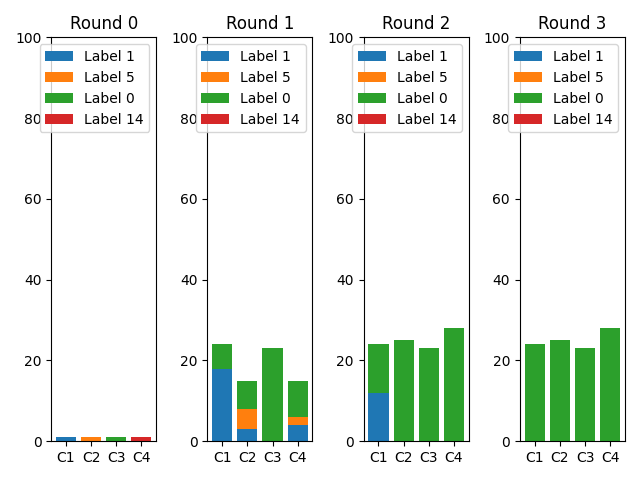 Round 0
Round 1
Round 2
Round 3
100
80
60
40
20
0
Label 1
Label 5
Label 0
Label 14
C1 C2 C3 C4
100
80
60
40
20
0
Label 1
Label 5
Label 0
Label 14
C1 C2 C3 C4
100
80
60
40
20
0
Label 1
Label 5
Label 0
Label 14
C1 C2 C3 C4
100
80
60
40
20
0
Label 1
Label 5
Label 0
Label 14
C1 C2 C3 C4